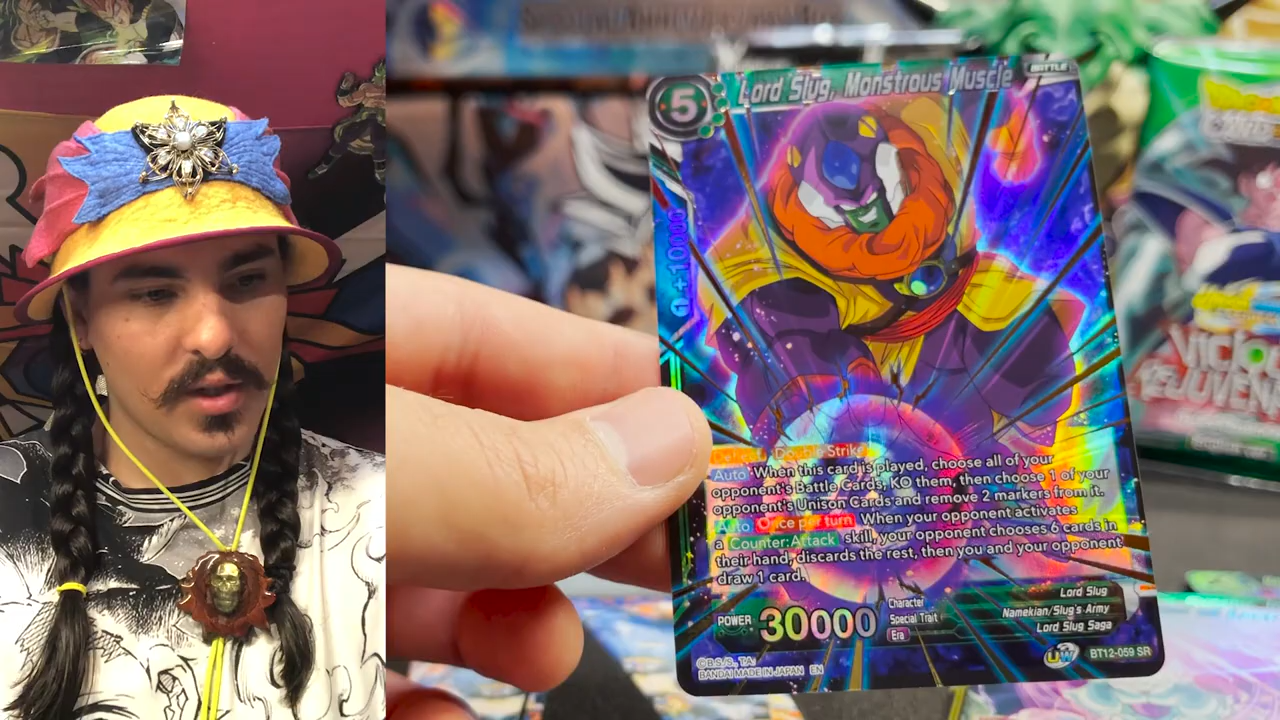 BATTLE
5
Lord Slug, Monstrous Muscle
+10000
Double Strike
Auto When this card is played, choose all of your
opponent's Battle Cards, KO them, then choose 1 of your
opponent's Unison Cards and remove 2 markers from it.
Auto Once per turn When your opponent activates
a Counter:Attack skill, your opponent chooses 6 cards in
their hand, discards the rest, then you and your opponent
draw 1 card.
POWER 30000
Character Lord Slug
Special Trait Namekian/Slug's Army
Era Lord Slug Saga
©B.S./S., T.A.
BANDAI MADE IN JAPAN EN
UW BT12-059 SR
VICIOUS
REJUVEN